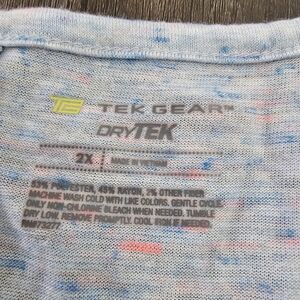 TEK GEAR™
DRYTEK
2X MADE IN VIETNAM
53% POLYESTER, 45% RAYON, 2% OTHER FIBER
MACHINE WASH COLD WITH LIKE COLORS. GENTLE CYCLE.
ONLY NON-CHLORINE BLEACH WHEN NEEDED. TUMBLE
DRY LOW. REMOVE PROMPTLY. COOL IRON IF NEEDED.